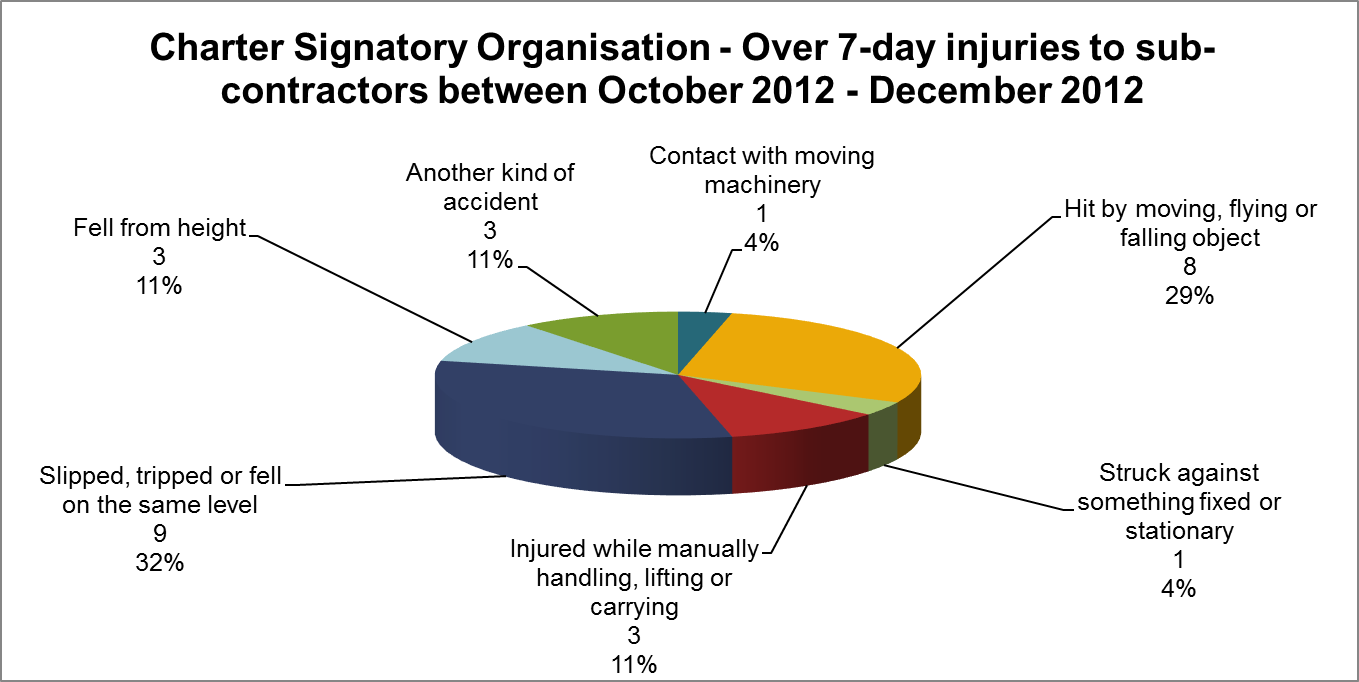 Charter Signatory Organisation - Over 7-day injuries to sub-
contractors between October 2012 - December 2012
Contact with moving
machinery
1
4%
Hit by moving, flying or
falling object
8
29%
Struck against
something fixed or
stationary
1
4%
Injured while manually
handling, lifting or
carrying
3
11%
Slipped, tripped or fell
on the same level
9
32%
Fell from height
3
11%
Another kind of
accident
3
11%